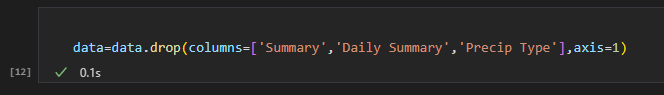 data=data.drop(columns=['Summary','Daily Summary','Precip Type'],axis=1)
[12] 0.1s